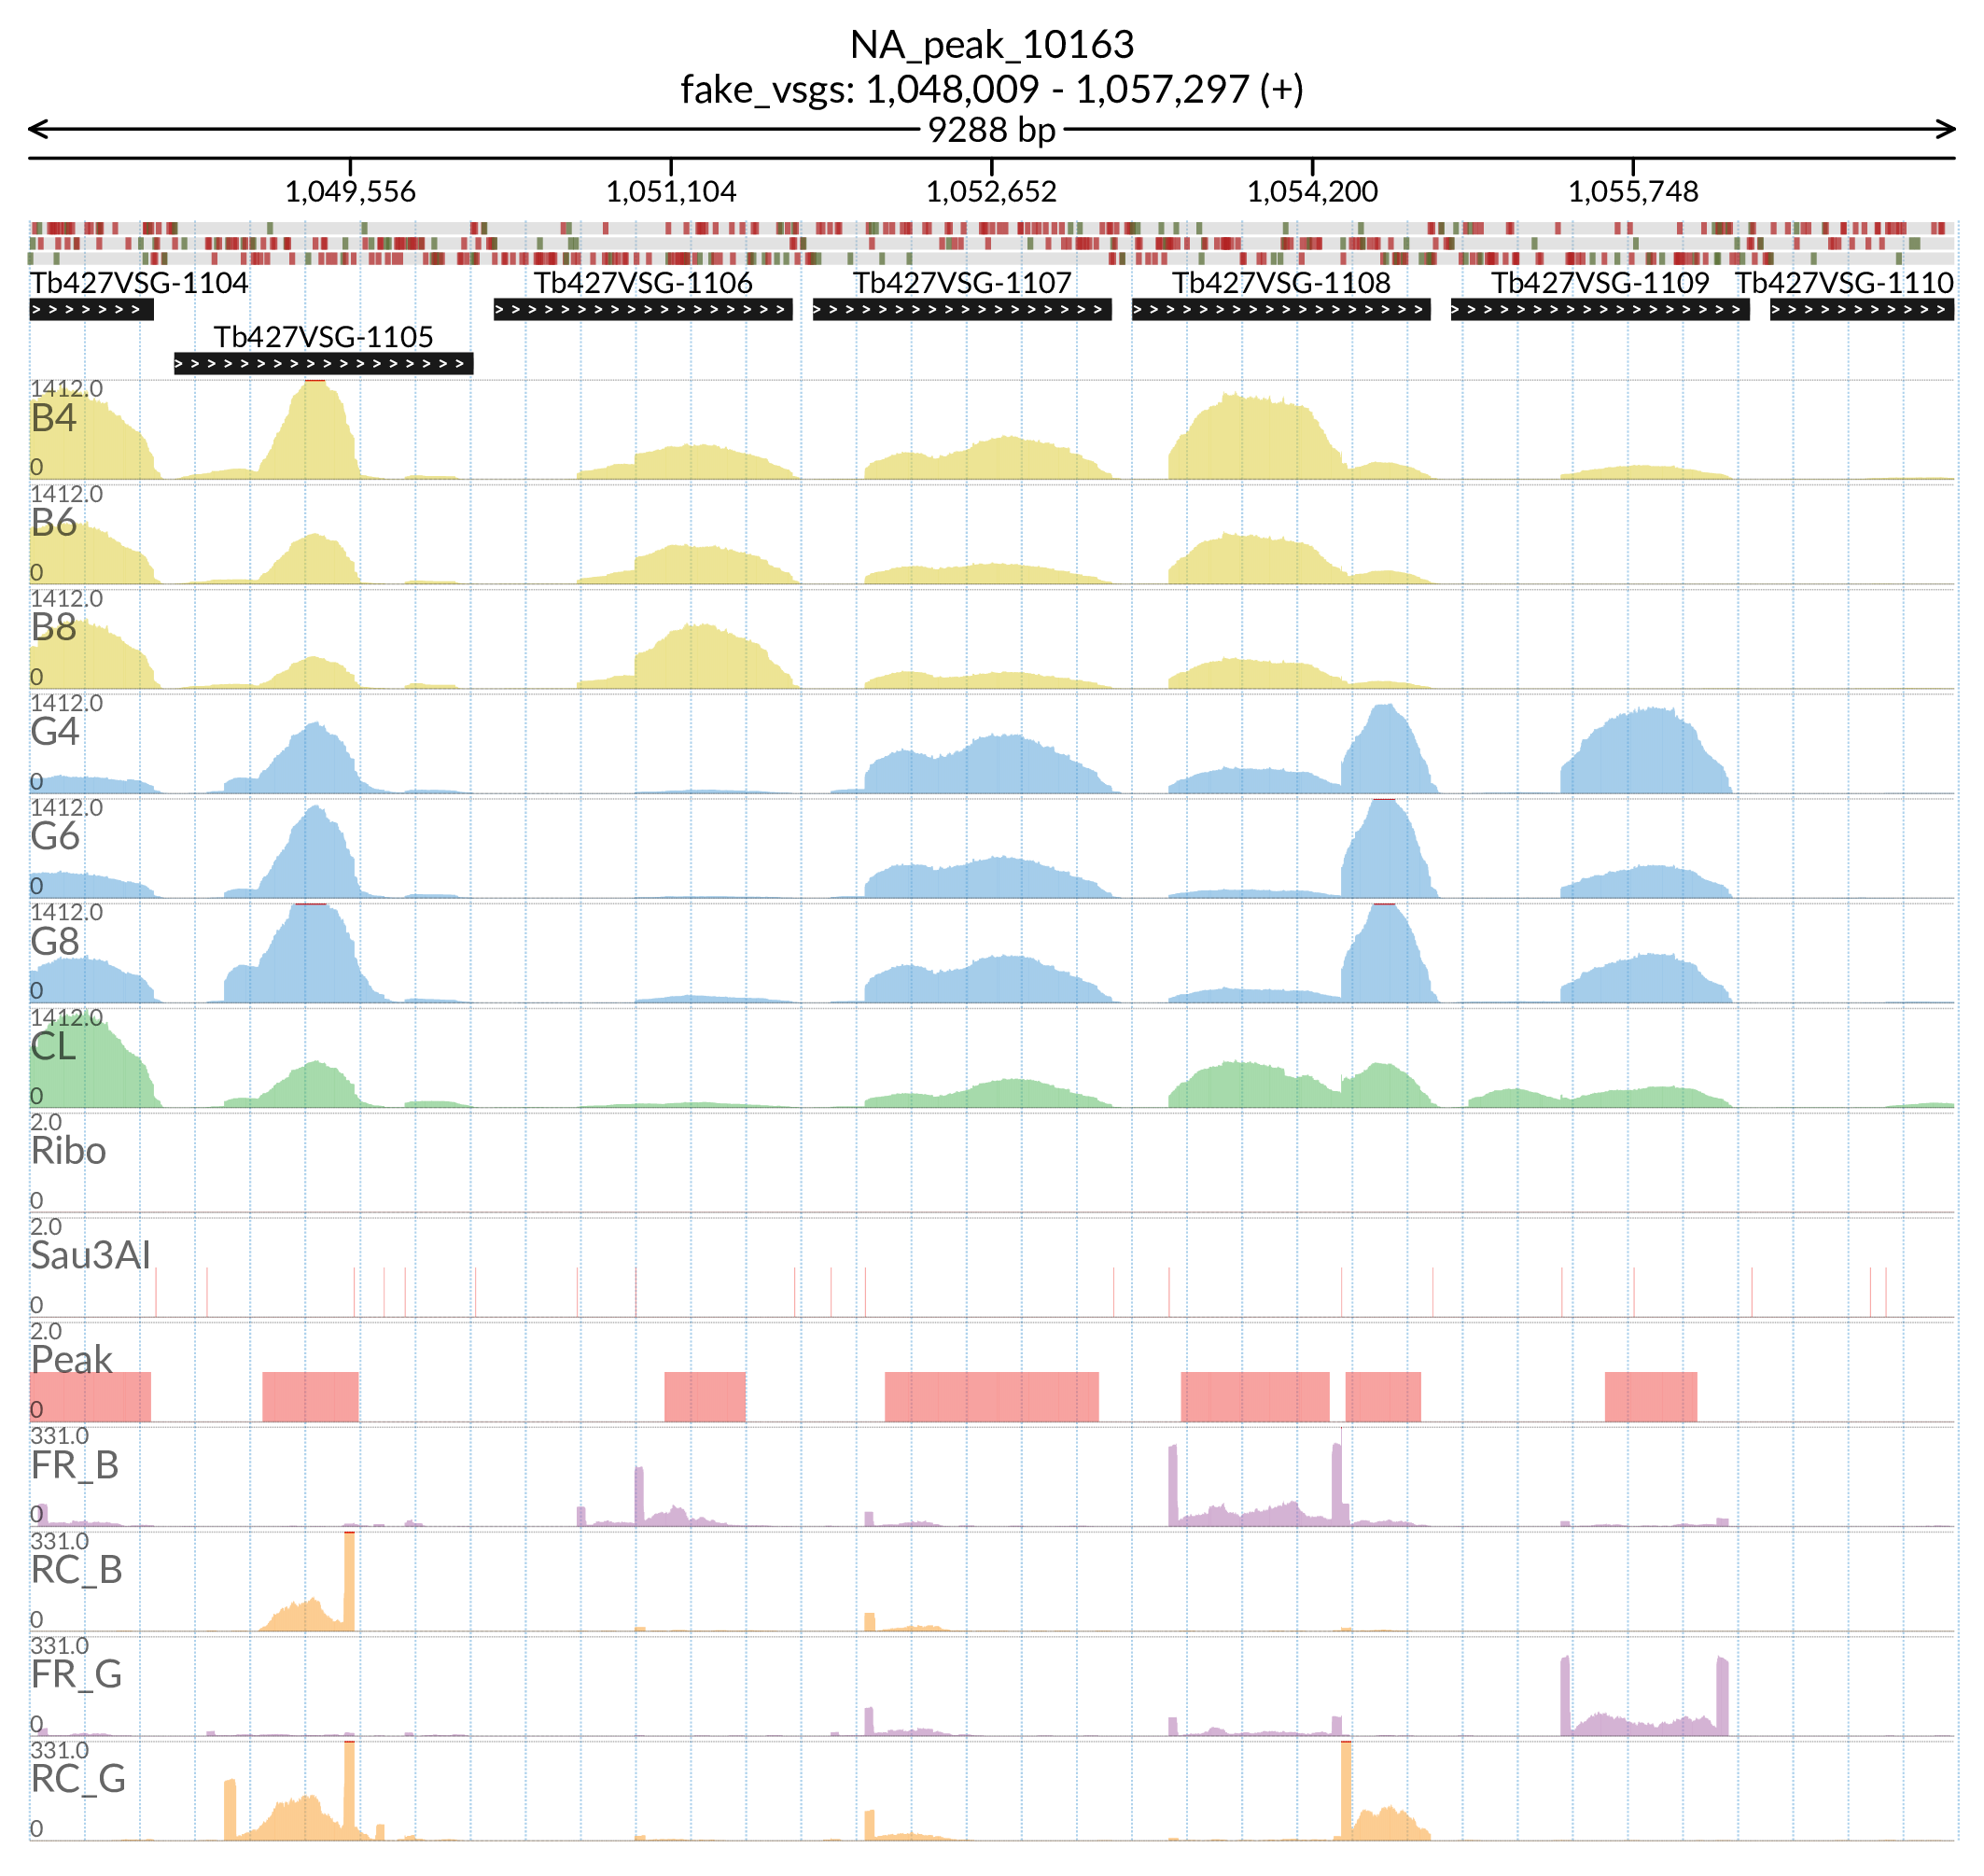 NA_peak_10163
fake_vsgs: 1,048,009 - 1,057,297 (+)
9288 bp
1,049,556 1,051,104 1,052,652 1,054,200 1,055,748
Tb427VSG-1104 Tb427VSG-1106 Tb427VSG-1107 Tb427VSG-1108 Tb427VSG-1109 Tb427VSG-1110
Tb427VSG-1105
1412.0
B4
0
1412.0
B6
0
1412.0
B8
0
1412.0
G4
0
1412.0
G6
0
1412.0
G8
0
1412.0
CL
0
2.0
Ribo
0
2.0
Sau3AI
0
2.0
Peak
0
331.0
FR_B
0
331.0
RC_B
0
331.0
FR_G
0
331.0
RC_G
0